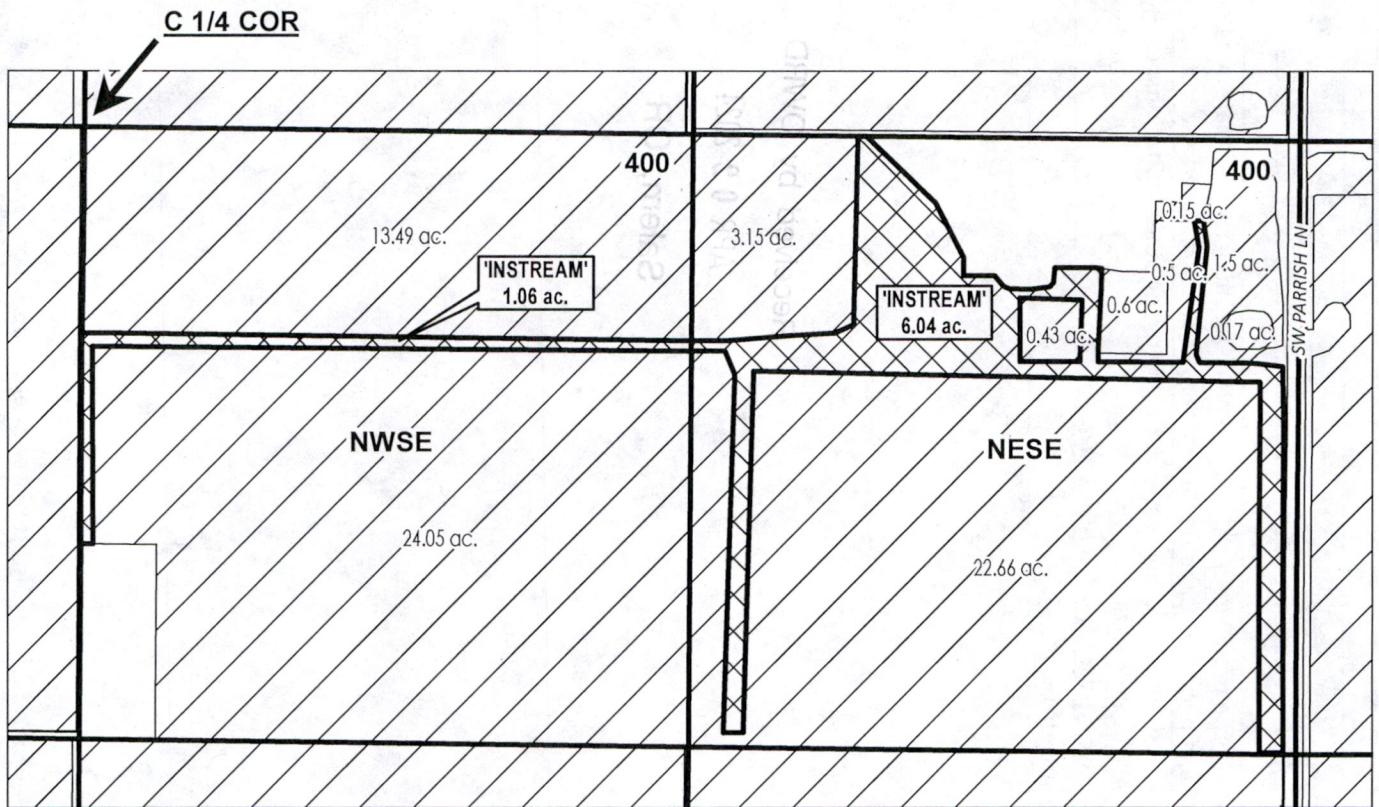 C 1/4 COR
400
400
0.15 ac.
13.49 ac.
3.15 ac.
'INSTREAM'
1.06 ac.
0.5 ac.
1.5 ac.
SW PARRISH LN
'INSTREAM'
6.04 ac.
0.6 ac.
0.43 ac.
0.17 ac.
NWSE
NESE
24.05 ac.
22.66 ac.